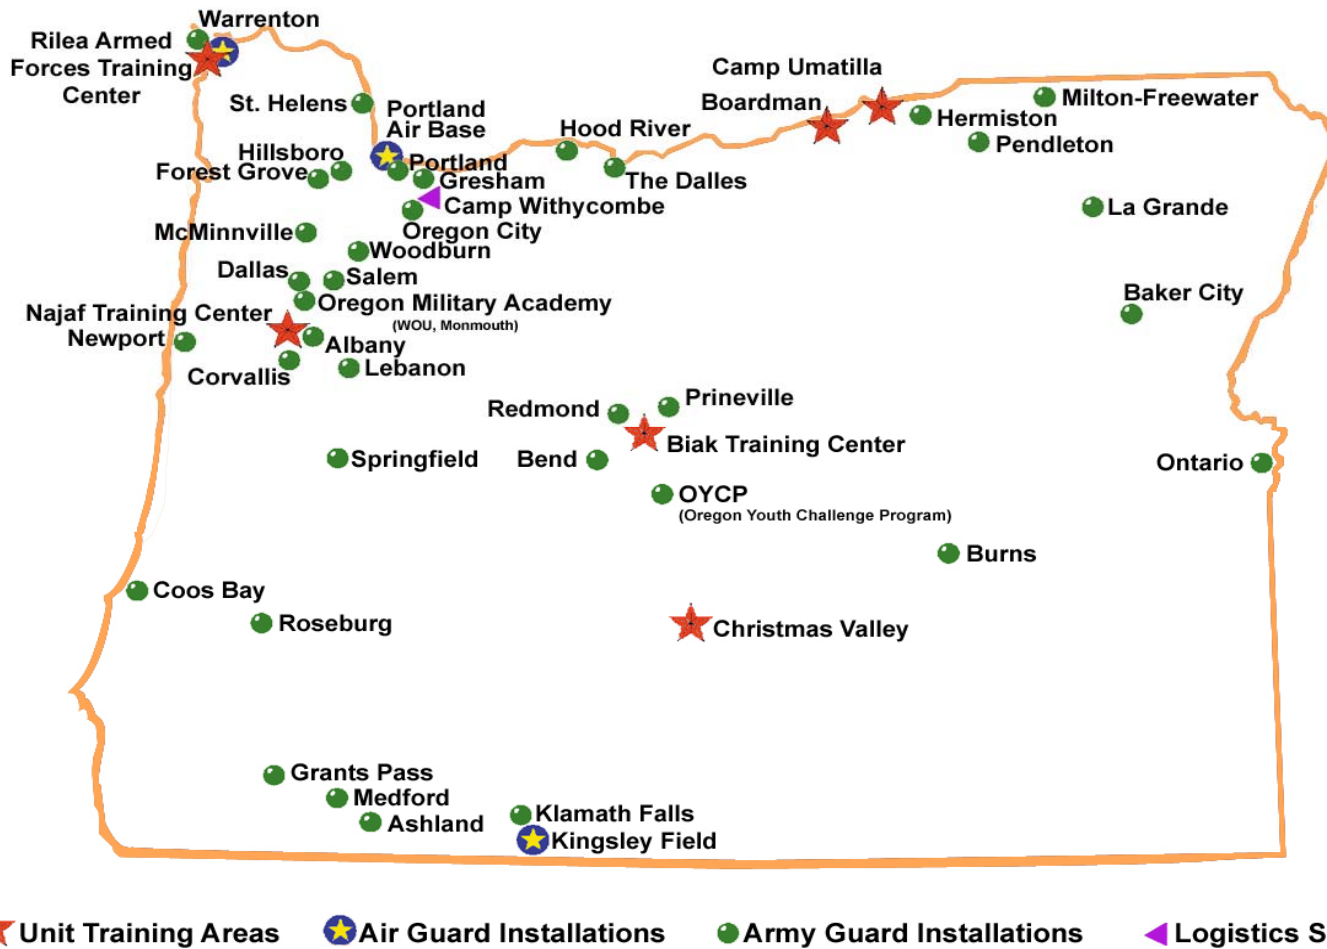 Warrenton
Rilea Armed
Forces Training
Center
St. Helens
Portland
Air Base
Hood River
Camp Umatilla
Boardman
Hermiston
Milton-Freewater
Pendleton
Hillsboro
Forest Grove
Portland
Gresham
The Dalles
Camp Withycombe
La Grande
Oregon City
McMinnville
Woodburn
Dallas
Salem
Oregon Military Academy
(WOU, Monmouth)
Najaf Training Center
Newport
Albany
Corvallis
Lebanon
Baker City
Redmond
Prineville
Biak Training Center
Springfield
Bend
Ontario
OYCP
(Oregon Youth Challenge Program)
Burns
Coos Bay
Roseburg
Christmas Valley
Grants Pass
Medford
Ashland
Klamath Falls
Kingsley Field
Unit Training Areas
Air Guard Installations
Army Guard Installations
Logistics S